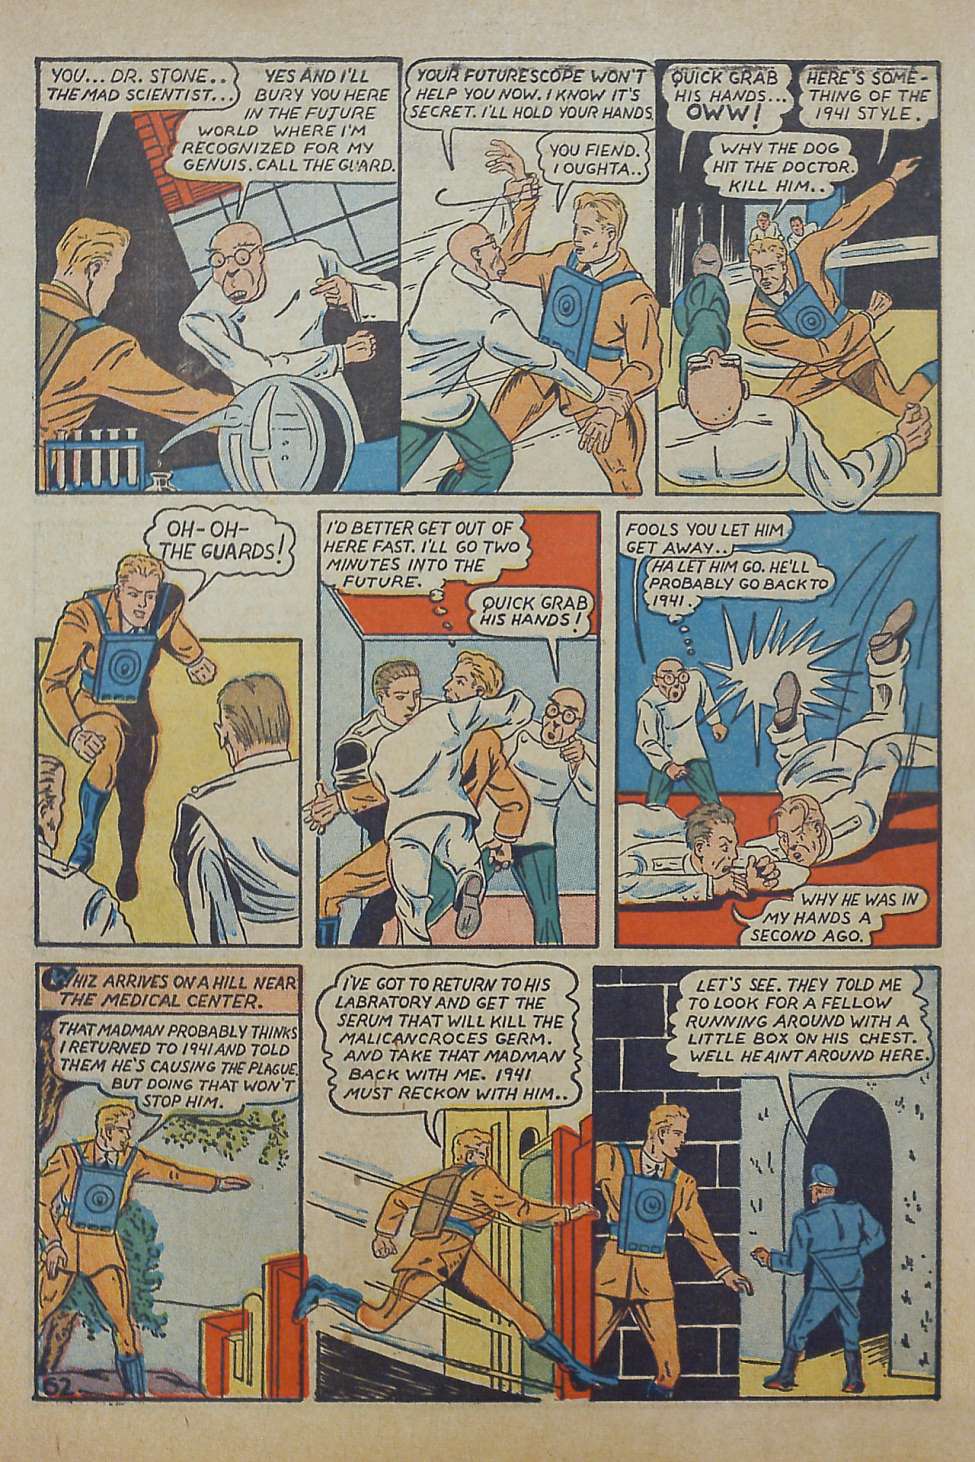 YOU... DR. STONE..
THE MAD SCIENTIST...
YES AND I'LL
BURY YOU HERE
IN THE FUTURE
WORLD WHERE I'M
RECOGNIZED FOR MY
GENUIS. CALL THE GUARD.
YOUR FUTURESCOPE WON'T
HELP YOU NOW. I KNOW IT'S
SECRET. I'LL HOLD YOUR HANDS.
YOU FIEND.
I OUGHTA..
QUICK GRAB
HIS HANDS...
OWW!
HERE'S SOME-
THING OF THE
1941 STYLE.
WHY THE DOG
HIT THE DOCTOR.
KILL HIM..
OH-OH-
THE GUARDS!
I'D BETTER GET OUT OF
HERE FAST. I'LL GO TWO
MINUTES INTO THE
FUTURE.
QUICK GRAB
HIS HANDS!
FOOLS YOU LET HIM
GET AWAY..
HA LET HIM GO. HE'LL
PROBABLY GO BACK TO
1941.
WHY HE WAS IN
MY HANDS A
SECOND AGO.
WHIZ ARRIVES ON A HILL NEAR
THE MEDICAL CENTER.
THAT MADMAN PROBABLY THINKS
I RETURNED TO 1941 AND TOLD
THEM HE'S CAUSING THE PLAGUE.
BUT DOING THAT WON'T
STOP HIM.
I'VE GOT TO RETURN TO HIS
LABRATORY AND GET THE
SERUM THAT WILL KILL THE
MALICANCROCES GERM.
AND TAKE THAT MADMAN
BACK WITH ME. 1941
MUST RECKON WITH HIM..
LET'S SEE. THEY TOLD ME
TO LOOK FOR A FELLOW
RUNNING AROUND WITH A
LITTLE BOX ON HIS CHEST.
WELL HE AINT AROUND HERE.
62